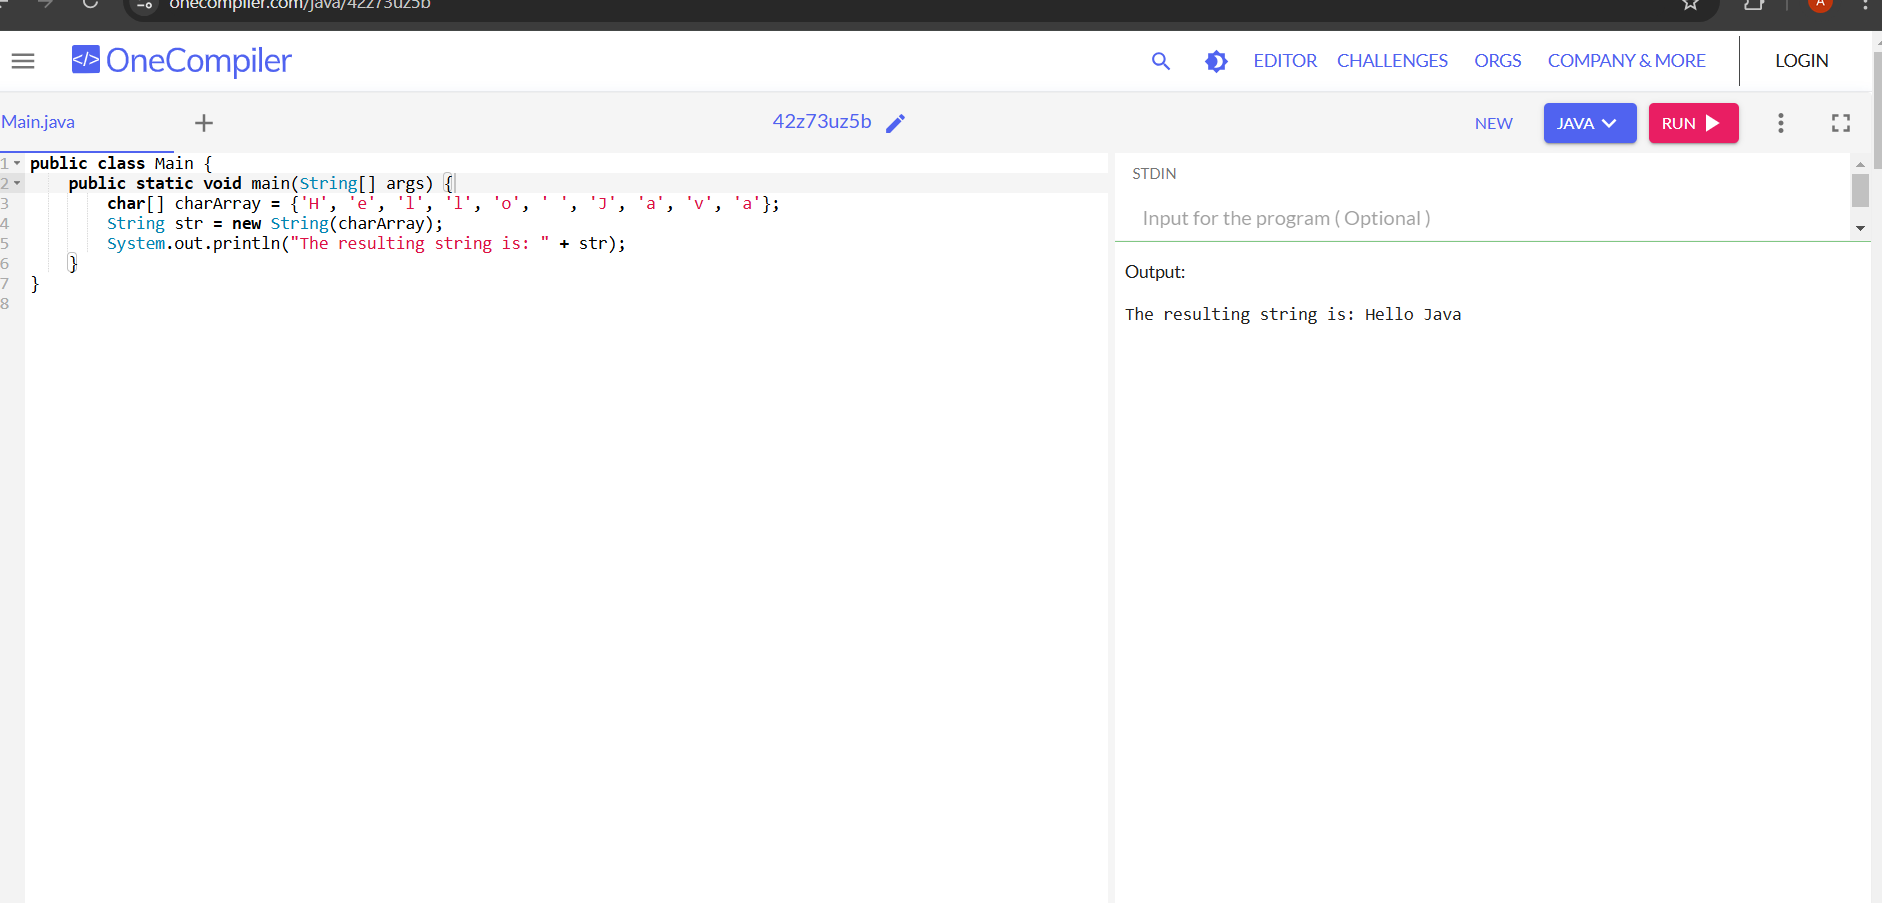 onecompiler.com/java/42z73uz5b
A
</> OneCompiler EDITOR CHALLENGES ORGS COMPANY & MORE LOGIN
Main.java + 42z73uz5b NEW JAVA RUN
1 public class Main {
2 public static void main(String[] args) {
3 char[] charArray = {'H', 'e', 'l', 'l', 'o', ' ', 'J', 'a', 'v', 'a'};
4 String str = new String(charArray);
5 System.out.println("The resulting string is: " + str);
6 }
7 }
8
STDIN
Input for the program ( Optional )
Output:
The resulting string is: Hello Java